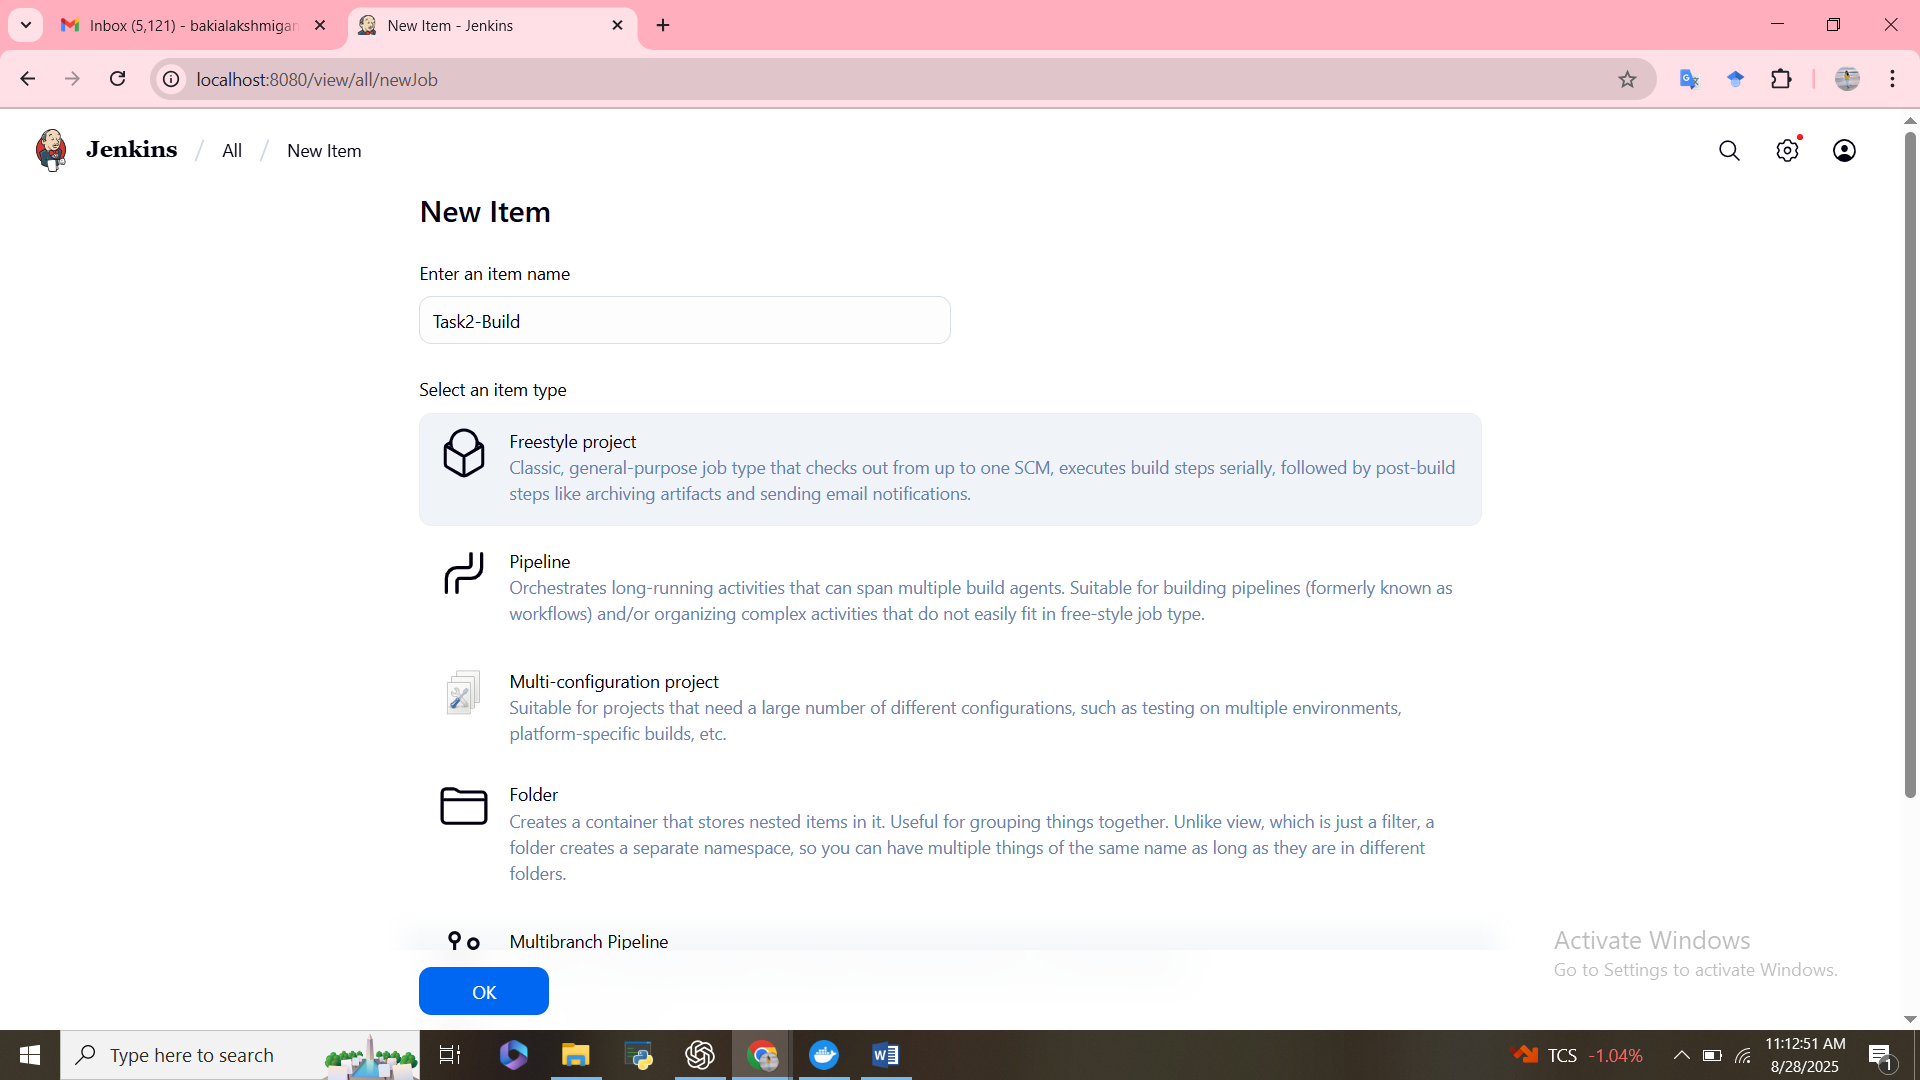 Inbox (5,121) - bakialakshmigan
New Item - Jenkins
localhost:8080/view/all/newJob
Jenkins / All / New Item
New Item
Enter an item name
Task2-Build
Select an item type
Freestyle project
Classic, general-purpose job type that checks out from up to one SCM, executes build steps serially, followed by post-build
steps like archiving artifacts and sending email notifications.
Pipeline
Orchestrates long-running activities that can span multiple build agents. Suitable for building pipelines (formerly known as
workflows) and/or organizing complex activities that do not easily fit in free-style job type.
Multi-configuration project
Suitable for projects that need a large number of different configurations, such as testing on multiple environments,
platform-specific builds, etc.
Folder
Creates a container that stores nested items in it. Useful for grouping things together. Unlike view, which is just a filter, a
folder creates a separate namespace, so you can have multiple things of the same name as long as they are in different
folders.
Multibranch Pipeline
OK
Activate Windows
Go to Settings to activate Windows.
Type here to search
TCS -1.04%
11:12:51 AM
8/28/2025
1